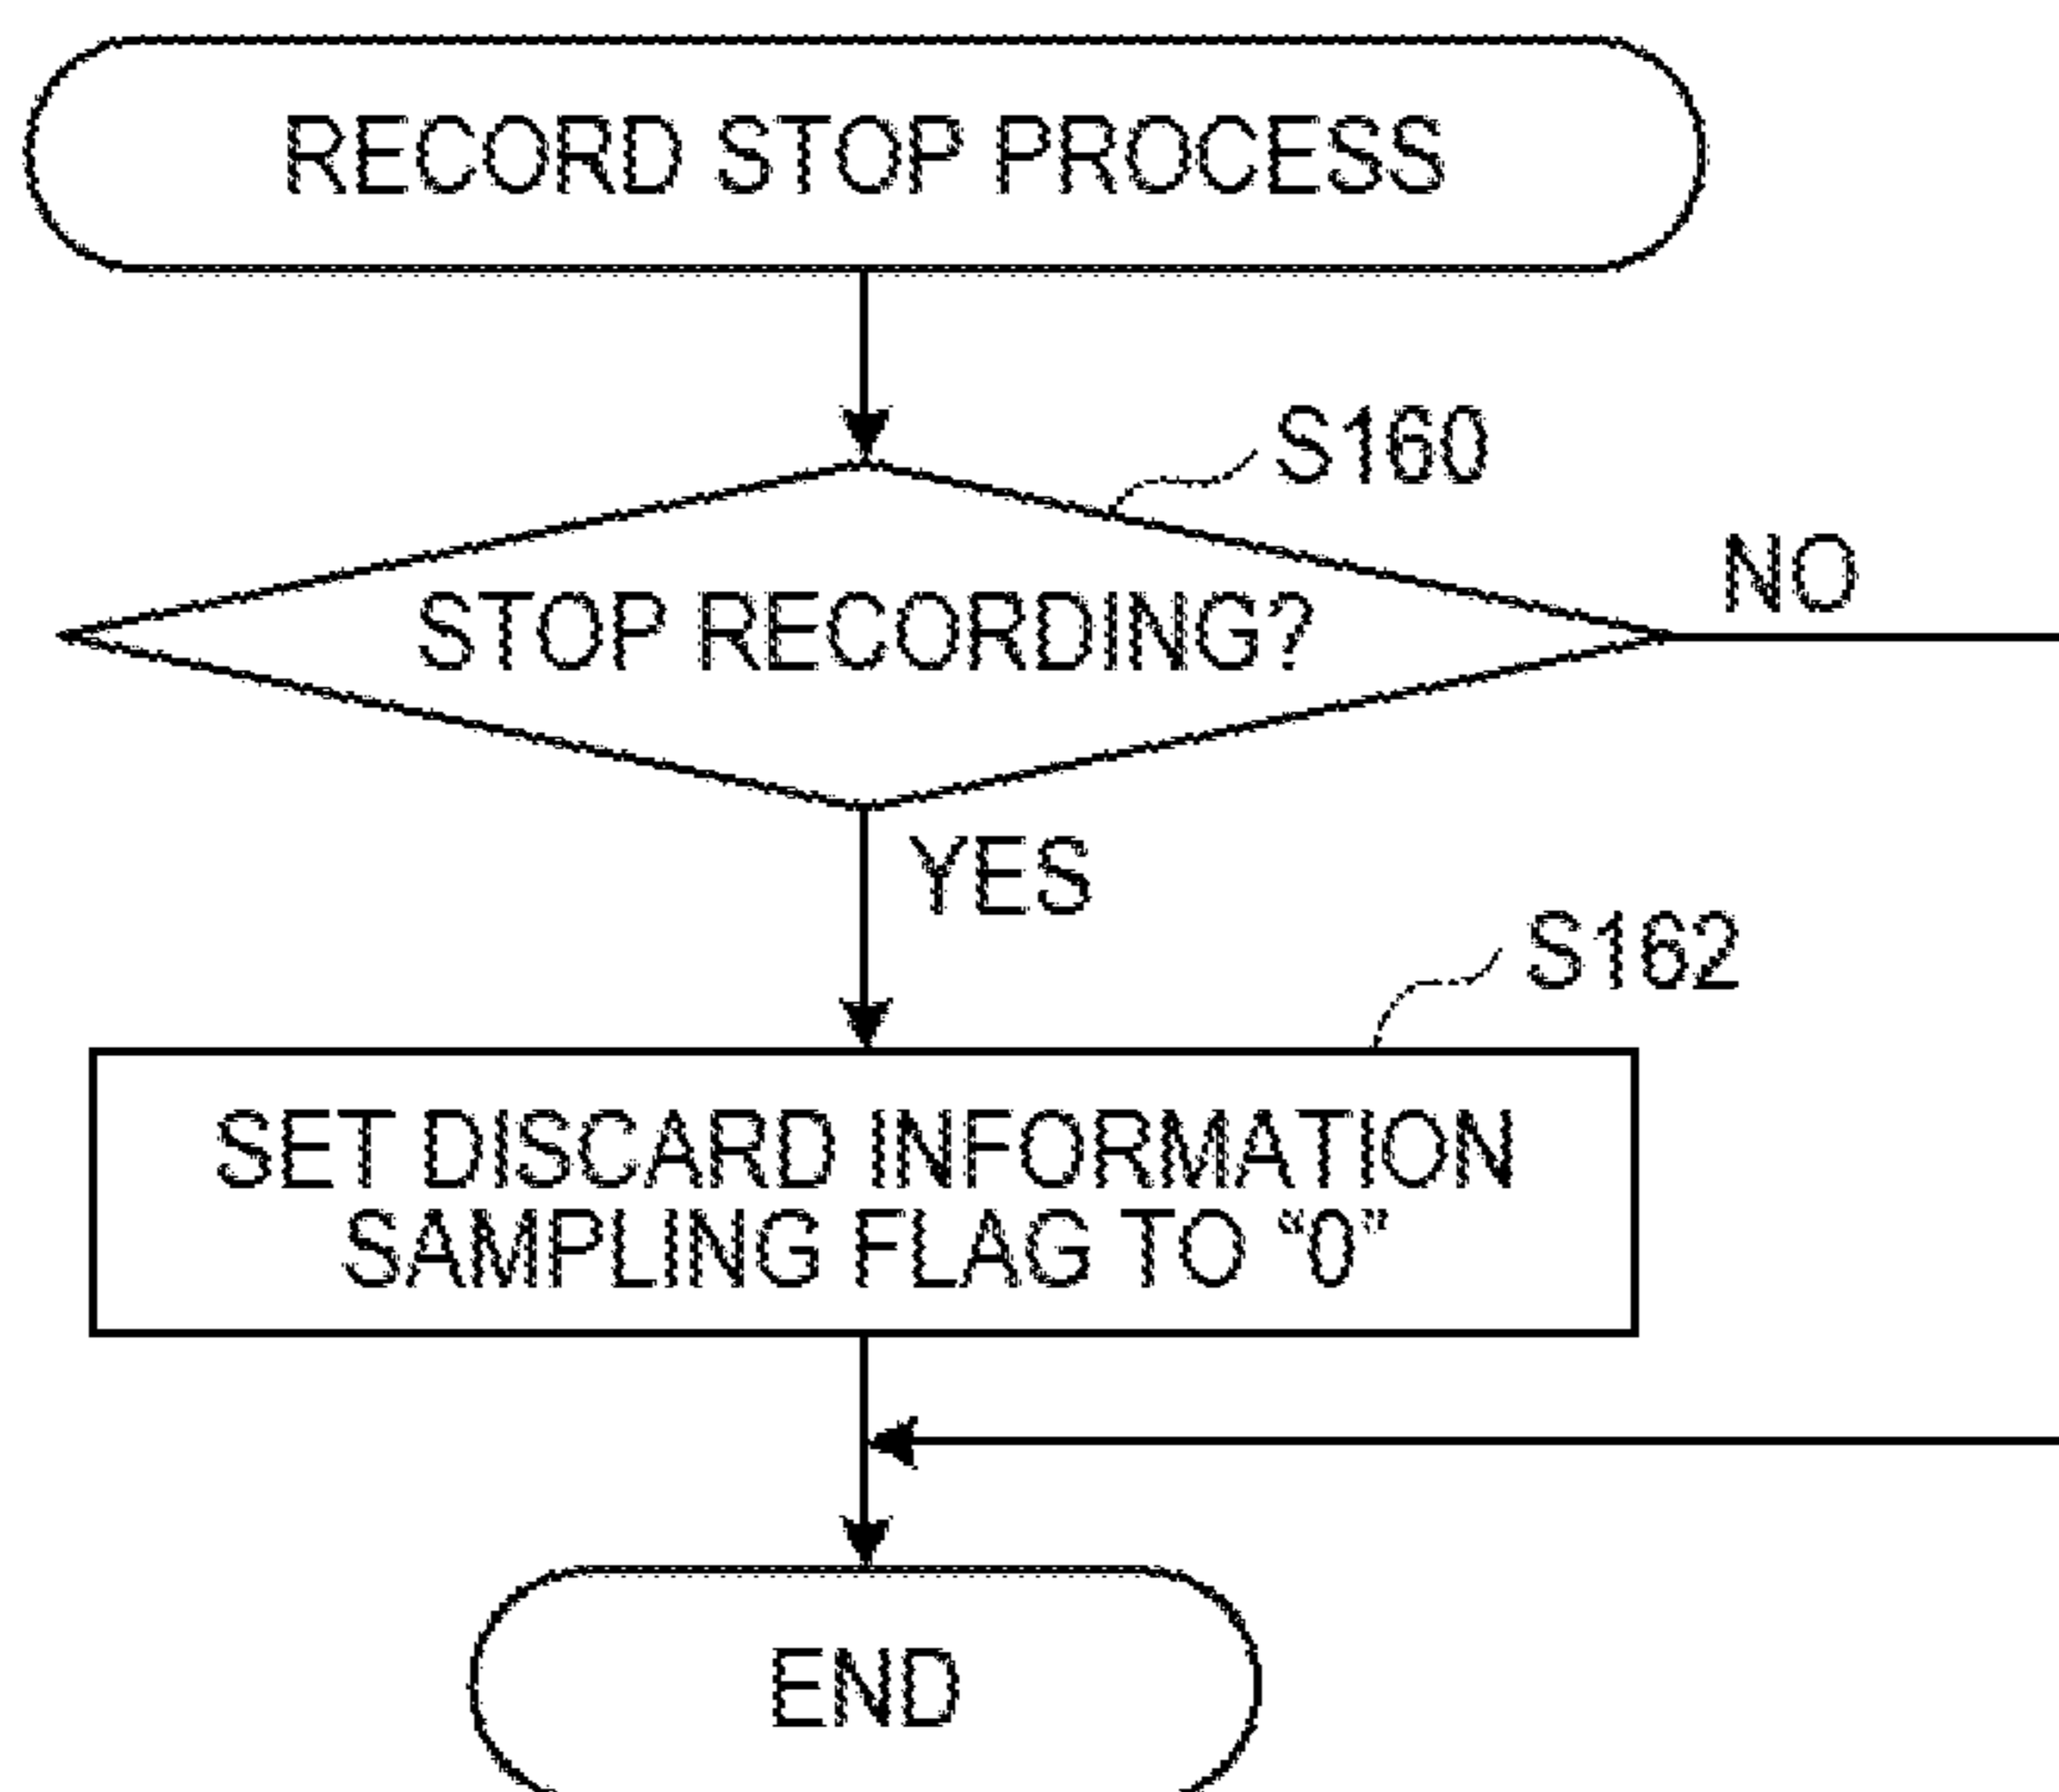 RECORD STOP PROCESS
S160
NO
STOP RECORDING?
YES
S162
SET DISCARD INFORMATION
SAMPLING FLAG TO “0”
END